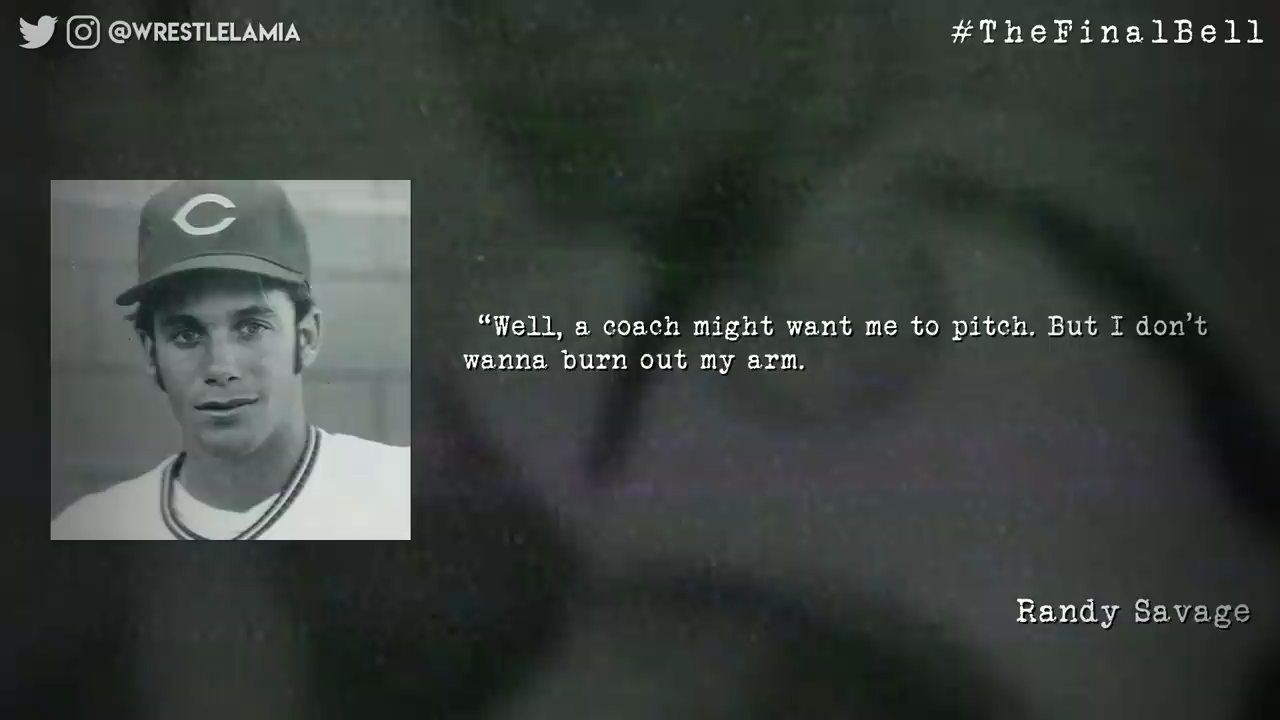 @WRESTLELAMIA
#TheFinalBell
C
“Well, a coach might want me to pitch. But I don’t
wanna burn out my arm.
Randy Savage